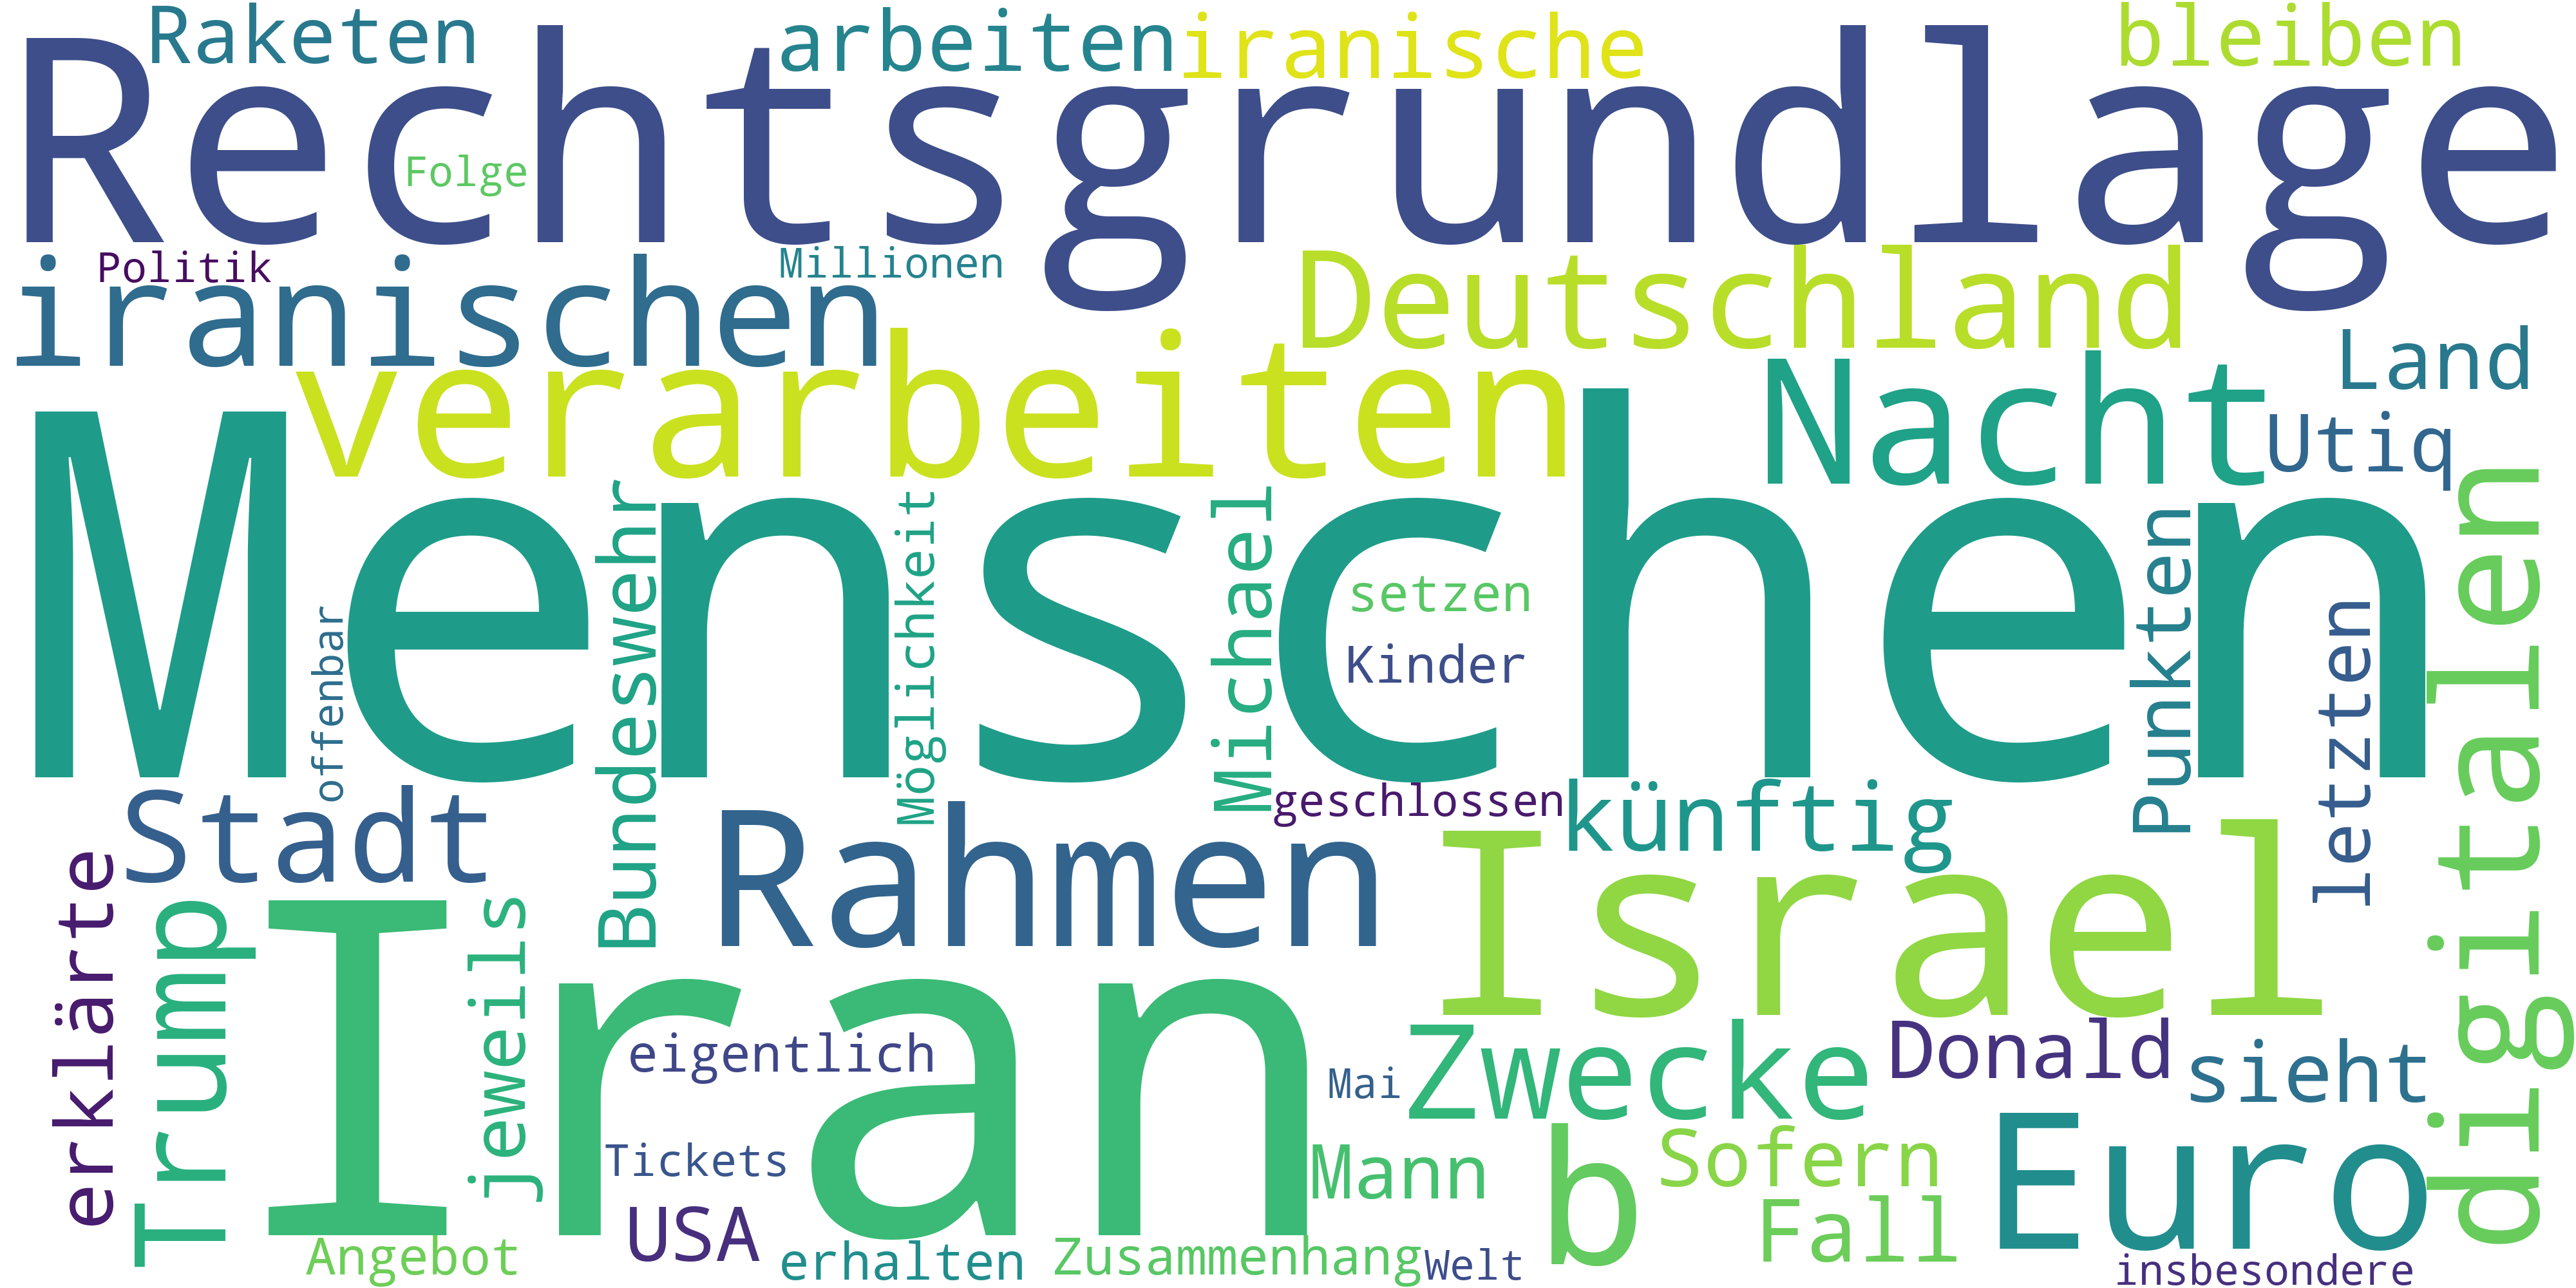 Raketen
arbeiten
iranische
bleiben
Rechtsgrundlage
Folge
Politik
Millionen
iranischen
Deutschland
verarbeiten
Nacht
Land
Utiq
Menschen
digitalen
Bundeswehr
Möglichkeit
Michael
setzen
Kinder
Punkten
letzten
offenbar
Stadt
geschlossen
künftig
Rahmen
Israel
erklärte
Trump
jeweils
Iran
eigentlich
Mai
Zwecke
Donald
sieht
Tickets
Mann
b
Sofern
Euro
USA
Fall
Angebot
erhalten
Zusammenhang
Welt
insbesondere